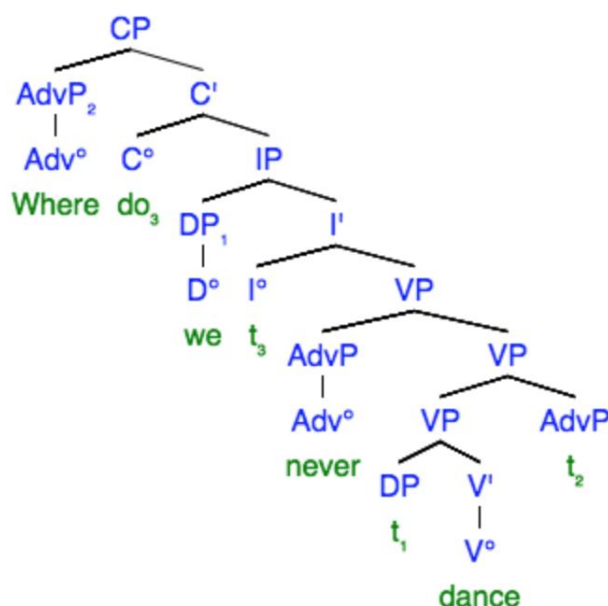 CP
AdvP₂ C'
Adv° C° IP
Where do₃
DP₁ I'
D° I° VP
we t₃
AdvP VP
Adv° VP AdvP
never t₂
DP V'
t₁
V°
dance